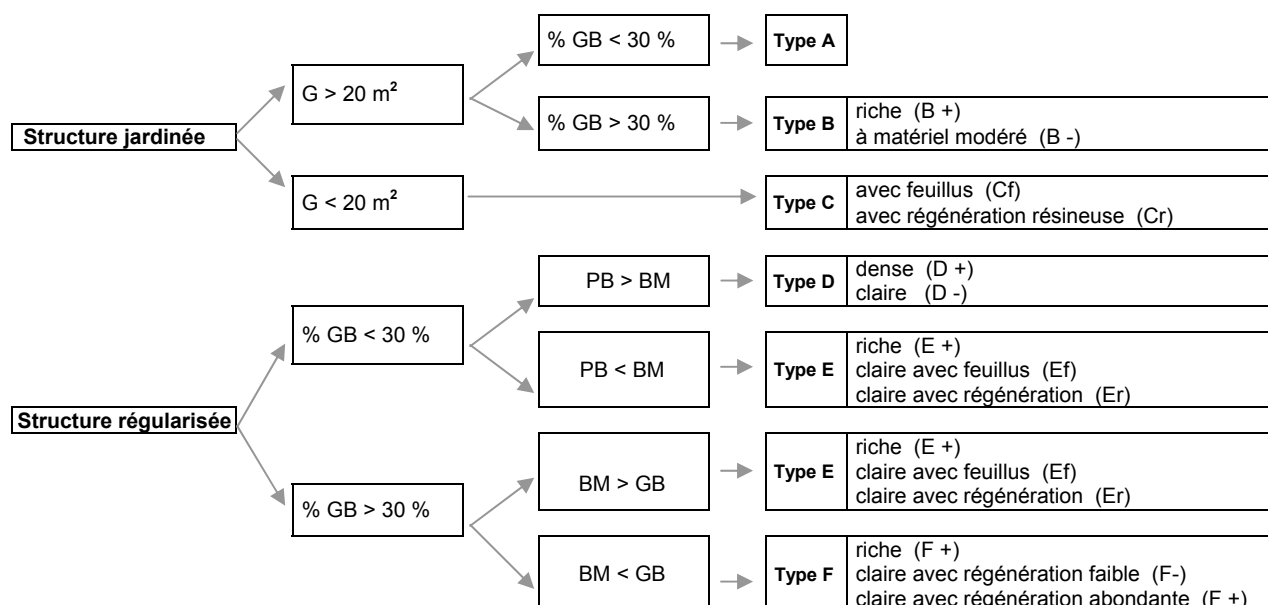 % GB < 30 %
Type A
G > 20 m²
% GB > 30 %
Type B
riche (B +)
à matériel modéré (B -)
Structure jardinée
G < 20 m²
Type C
avec feuillus (Cf)
avec régénération résineuse (Cr)
PB > BM
Type D
dense (D +)
claire (D -)
% GB < 30 %
PB < BM
Type E
riche (E +)
claire avec feuillus (Ef)
claire avec régénération (Er)
Structure régularisée
BM > GB
Type E
riche (E +)
claire avec feuillus (Ef)
claire avec régénération (Er)
% GB > 30 %
BM < GB
Type F
riche (F +)
claire avec régénération faible (F-)
claire avec régénération abondante (F +)